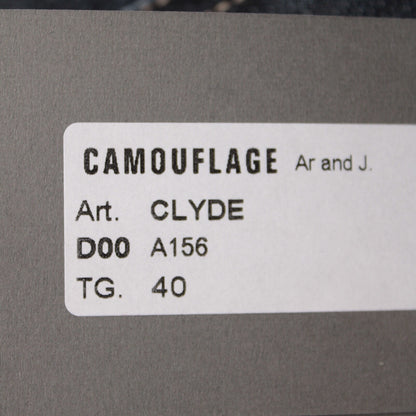 CAMOUFLAGE Ar and J.
Art. CLYDE
D00 A156
TG. 40